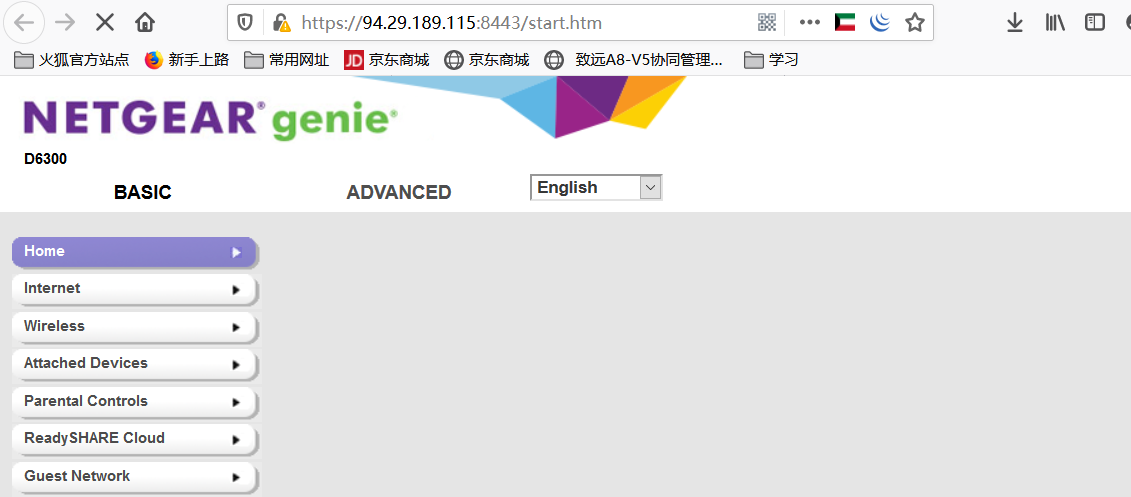 https://94.29.189.115:8443/start.htm
火狐官方站点 新手上路 常用网址 JD 京东商城 京东商城 致远A8-V5协同管理... 学习
NETGEAR® genie®
D6300
BASIC ADVANCED English
Home
Internet
Wireless
Attached Devices
Parental Controls
ReadySHARE Cloud
Guest Network